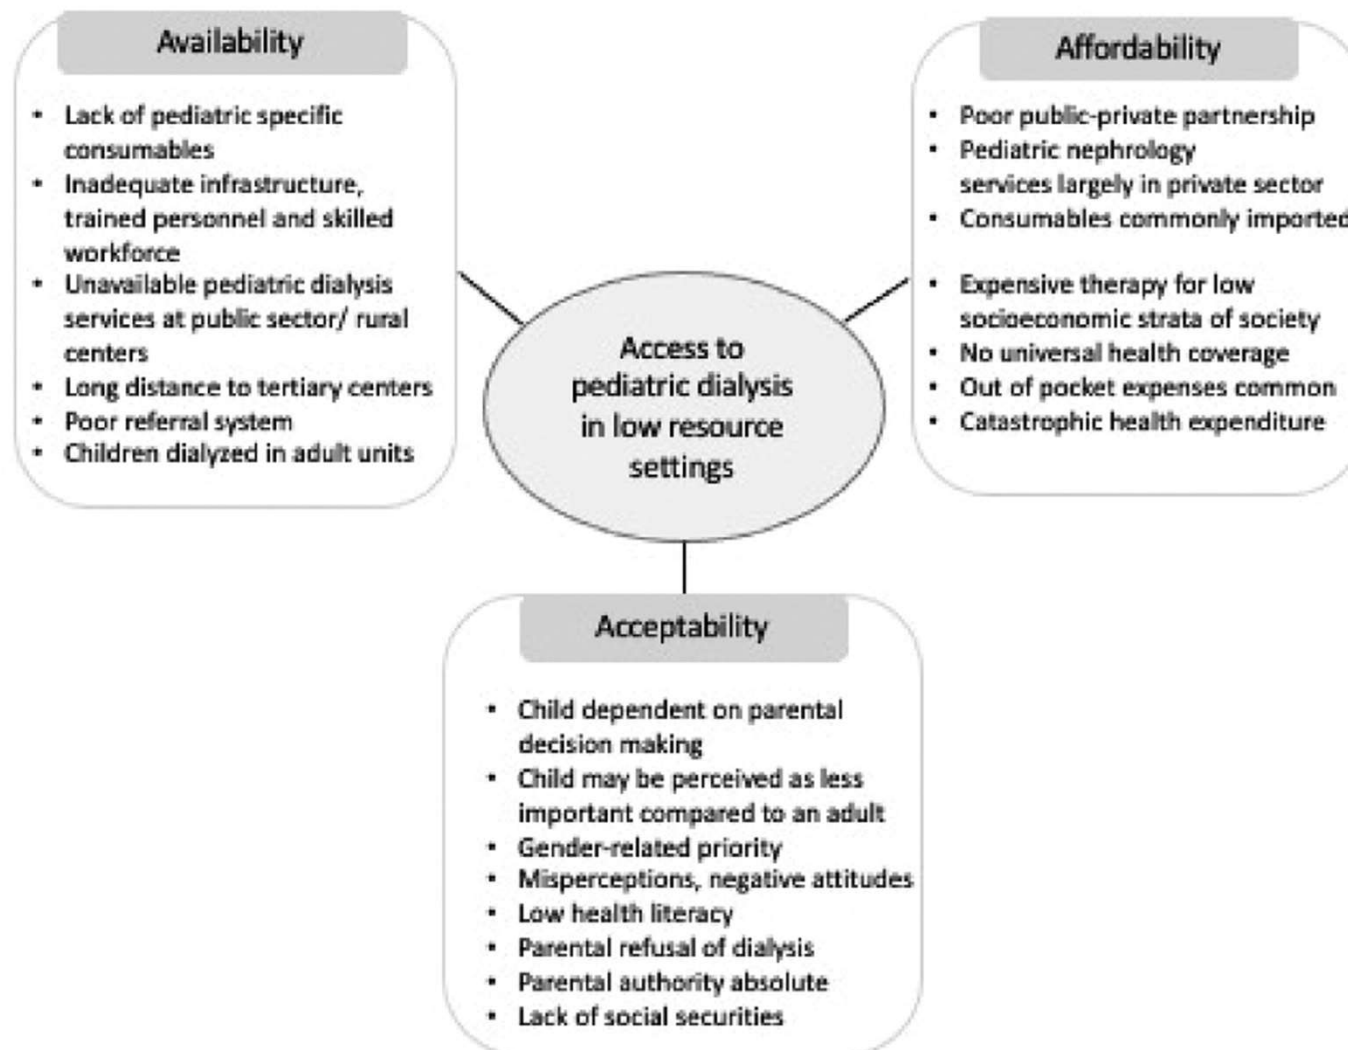 Availability
• Lack of pediatric specific
consumables
• Inadequate infrastructure,
trained personnel and skilled
workforce
• Unavailable pediatric dialysis
services at public sector/ rural
centers
• Long distance to tertiary centers
• Poor referral system
• Children dialyzed in adult units
Affordability
• Poor public-private partnership
• Pediatric nephrology
services largely in private sector
• Consumables commonly imported
• Expensive therapy for low
socioeconomic strata of society
• No universal health coverage
• Out of pocket expenses common
• Catastrophic health expenditure
Access to
pediatric dialysis
in low resource
settings
Acceptability
• Child dependent on parental
decision making
• Child may be perceived as less
important compared to an adult
• Gender-related priority
• Misperceptions, negative attitudes
• Low health literacy
• Parental refusal of dialysis
• Parental authority absolute
• Lack of social securities